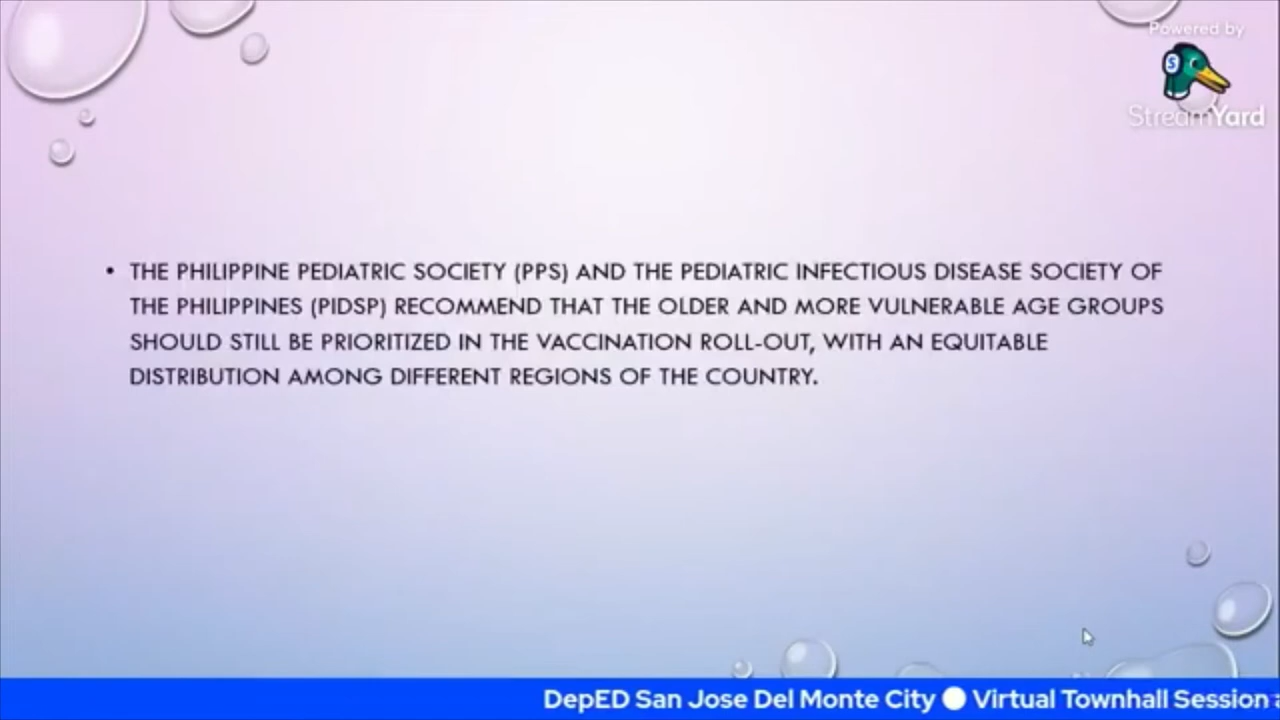 Powered by
S
StreamYard
• THE PHILIPPINE PEDIATRIC SOCIETY (PPS) AND THE PEDIATRIC INFECTIOUS DISEASE SOCIETY OF
THE PHILIPPINES (PIDSP) RECOMMEND THAT THE OLDER AND MORE VULNERABLE AGE GROUPS
SHOULD STILL BE PRIORITIZED IN THE VACCINATION ROLL-OUT, WITH AN EQUITABLE
DISTRIBUTION AMONG DIFFERENT REGIONS OF THE COUNTRY.
DepED San Jose Del Monte City ● Virtual Townhall Session